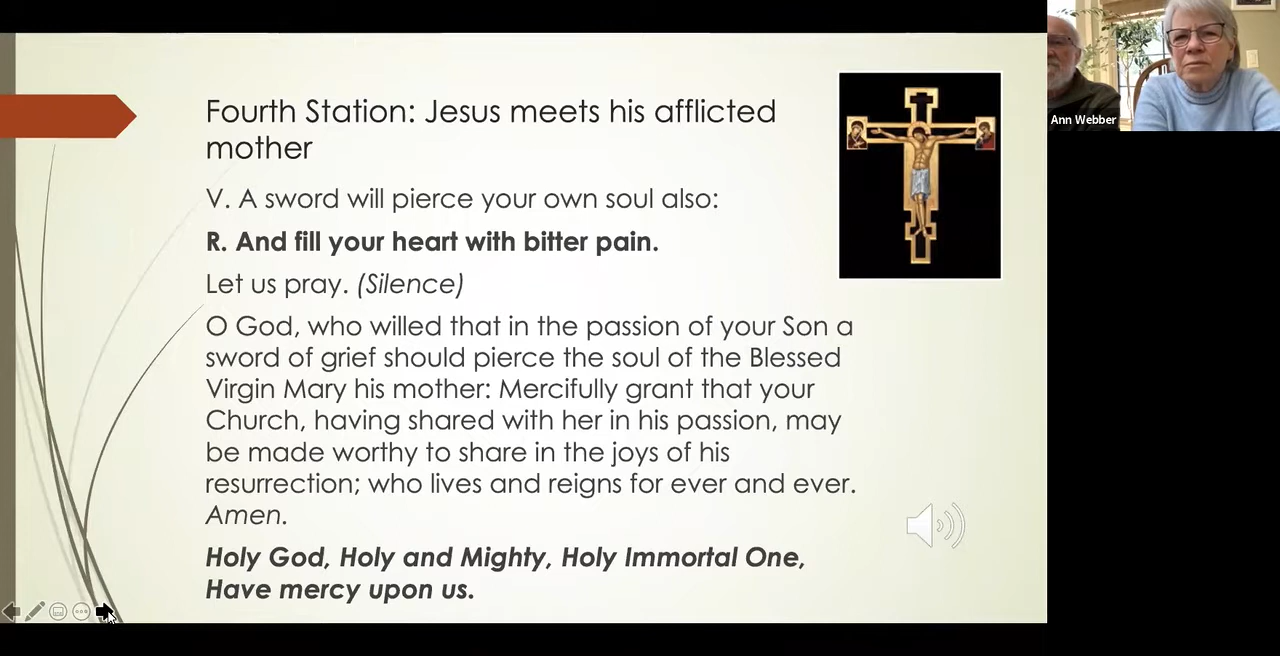 Fourth Station: Jesus meets his afflicted
mother
V. A sword will pierce your own soul also:
R. And fill your heart with bitter pain.
Let us pray. (Silence)
O God, who willed that in the passion of your Son a
sword of grief should pierce the soul of the Blessed
Virgin Mary his mother: Mercifully grant that your
Church, having shared with her in his passion, may
be made worthy to share in the joys of his
resurrection; who lives and reigns for ever and ever.
Amen.
Holy God, Holy and Mighty, Holy Immortal One,
Have mercy upon us.
Ann Webber